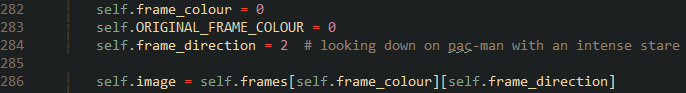 282 self.frame_colour = 0
283 self.ORIGINAL_FRAME_COLOUR = 0
284 self.frame_direction = 2 # looking down on pac-man with an intense stare
285
286 self.image = self.frames[self.frame_colour][self.frame_direction]